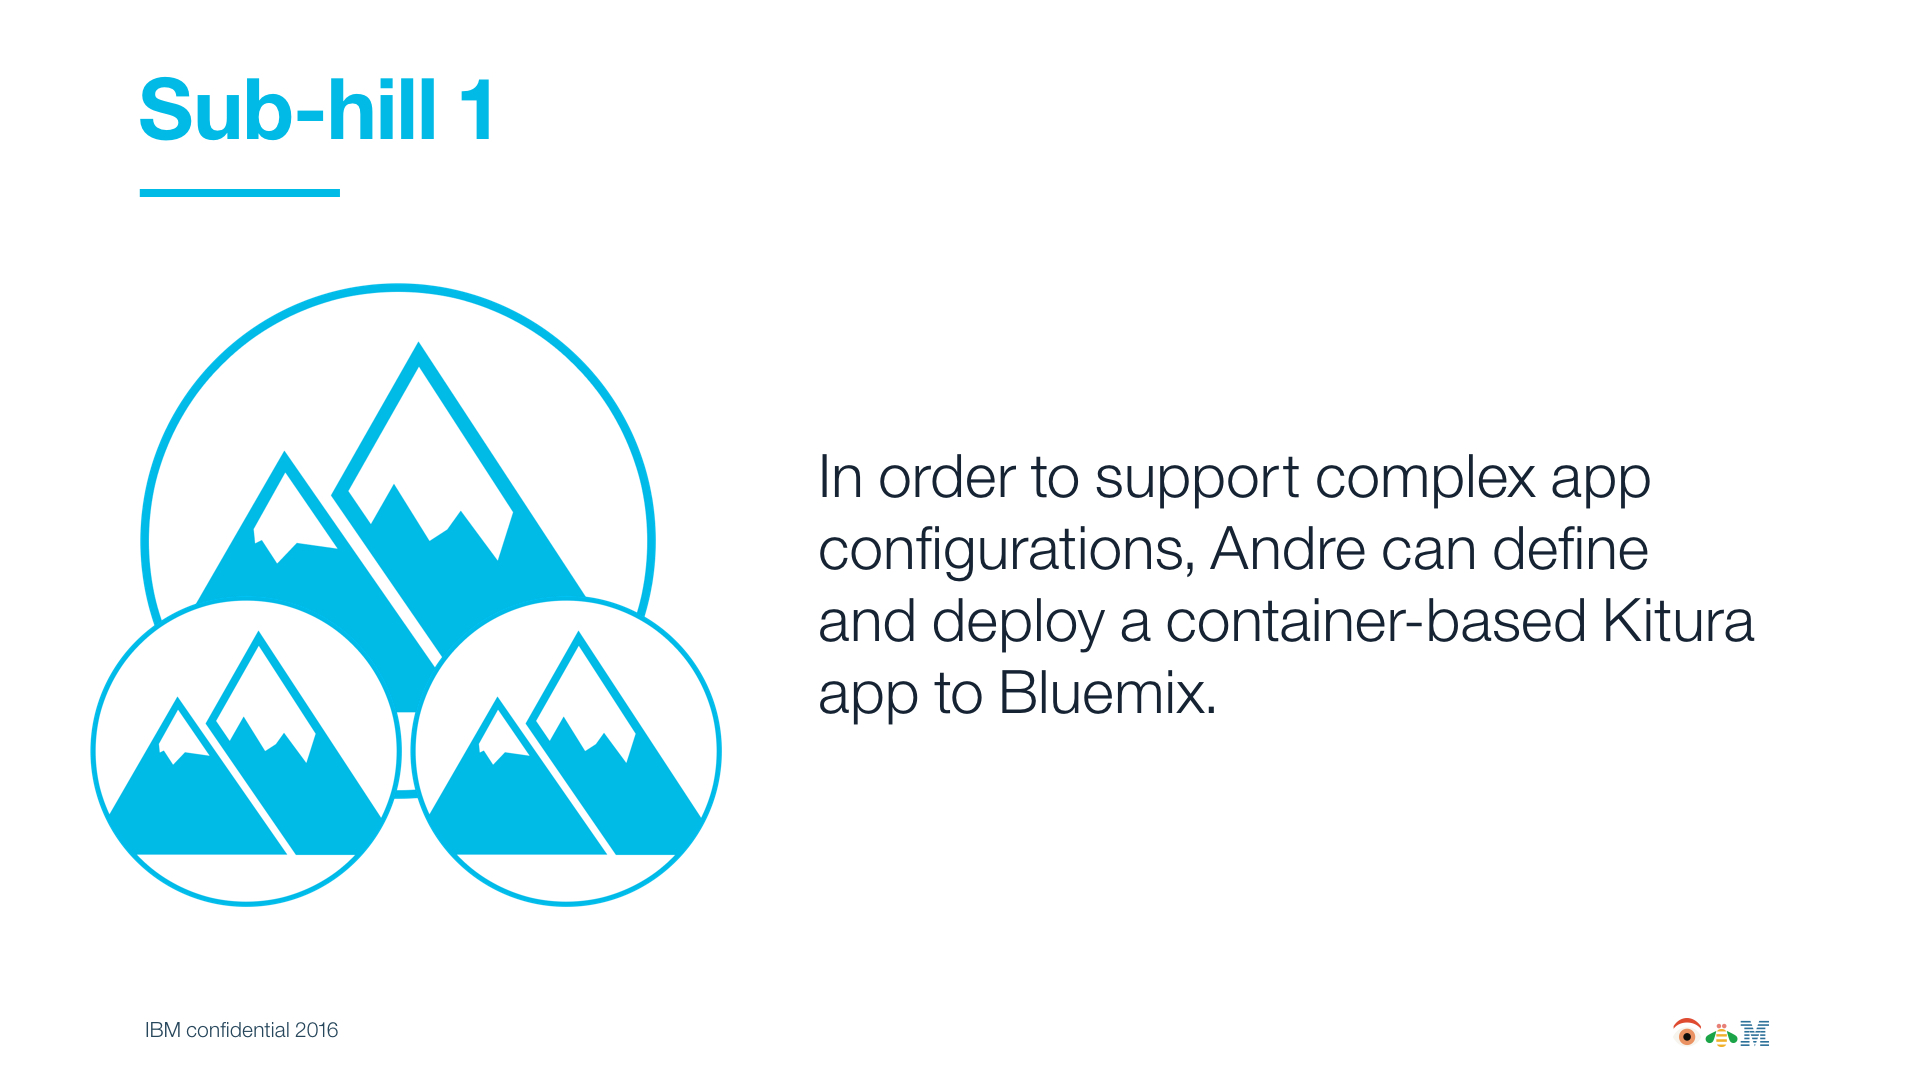 Sub-hill 1
In order to support complex app
configurations, Andre can define
and deploy a container-based Kitura
app to Bluemix.
IBM confidential 2016
M